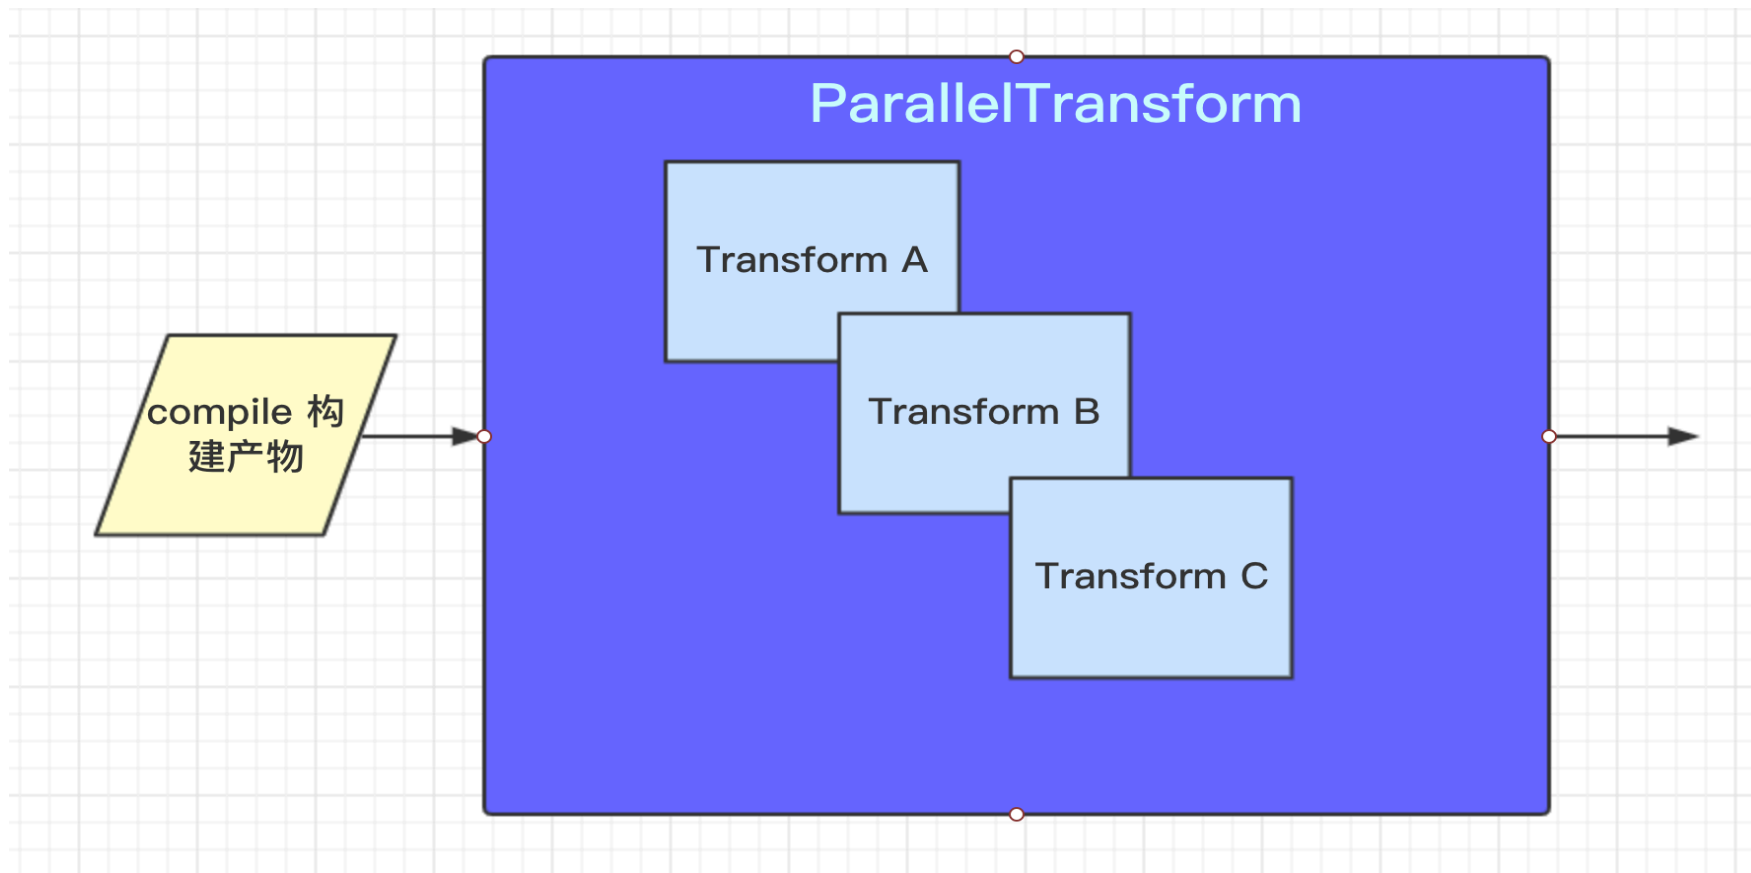 ParallelTransform
Transform A
compile 构
建产物
Transform B
Transform C